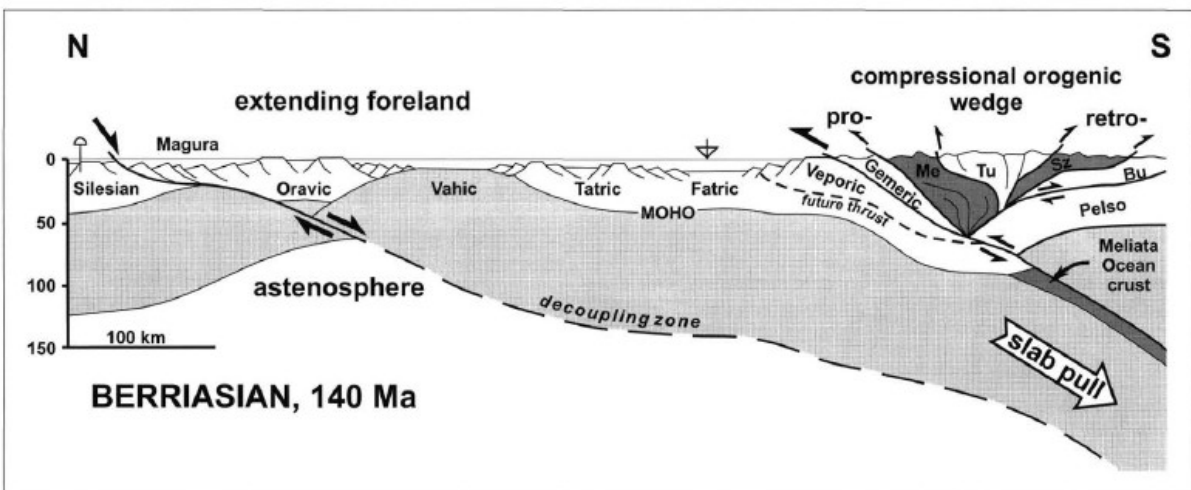 N
S
extending foreland
compressional orogenic
wedge
pro-
retro-
Magura
0
50
100
150
Silesian
Oravic
Vahic
Tatric
Fatric
Veporic
Gemeric
Me
Tu
Sz
Bu
Pelso
future thrust
MOHO
Meliata
Ocean
crust
astenosphere
decoupling zone
100 km
slab pull
BERRIASIAN, 140 Ma